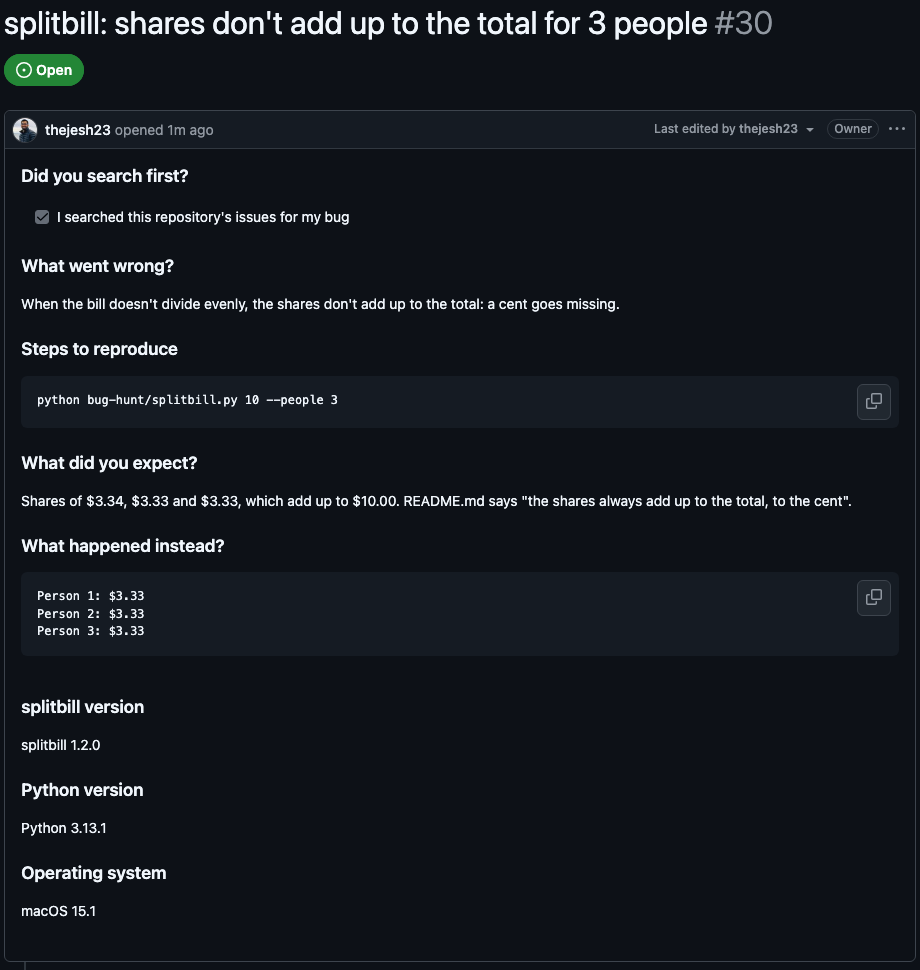 splitbill: shares don't add up to the total for 3 people #30
Open
thejesh23 opened 1m ago
Last edited by thejesh23
Owner
Did you search first?
I searched this repository's issues for my bug
What went wrong?
When the bill doesn't divide evenly, the shares don't add up to the total: a cent goes missing.
Steps to reproduce
python bug-hunt/splitbill.py 10 --people 3
What did you expect?
Shares of $3.34, $3.33 and $3.33, which add up to $10.00. README.md says "the shares always add up to the total, to the cent".
What happened instead?
Person 1: $3.33
Person 2: $3.33
Person 3: $3.33
splitbill version
splitbill 1.2.0
Python version
Python 3.13.1
Operating system
macOS 15.1